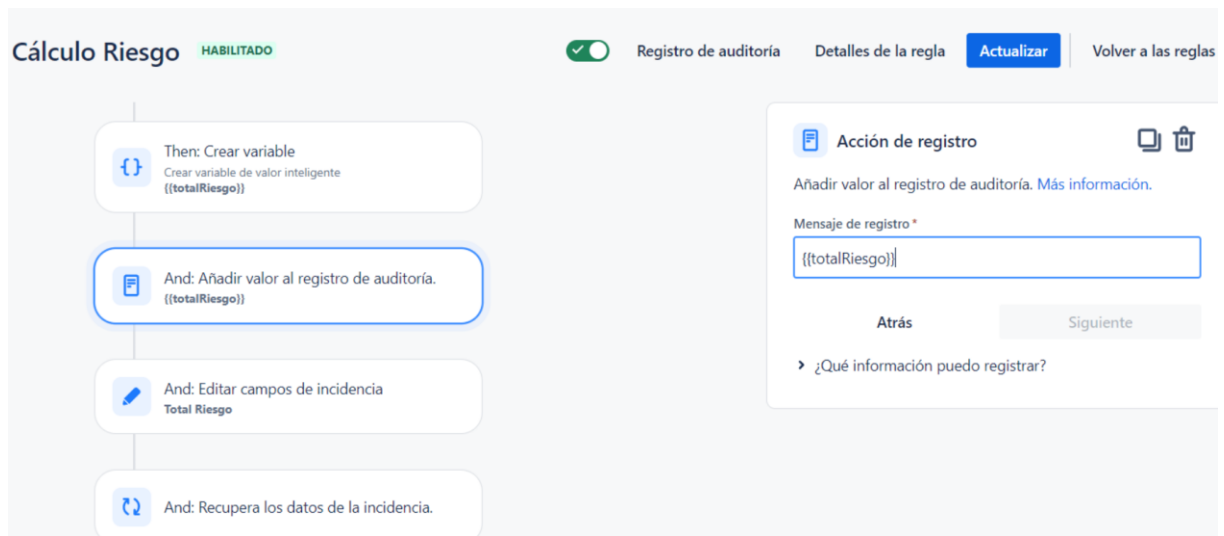 Cálculo Riesgo HABILITADO Registro de auditoría Detalles de la regla Actualizar Volver a las reglas
Then: Crear variable
Crear variable de valor inteligente
{{totalRiesgo}}
And: Añadir valor al registro de auditoría.
{{totalRiesgo}}
And: Editar campos de incidencia
Total Riesgo
And: Recupera los datos de la incidencia.
Acción de registro
Añadir valor al registro de auditoría. Más información.
Mensaje de registro *
{{totalRiesgo}}
Atrás Siguiente
¿Qué información puedo registrar?